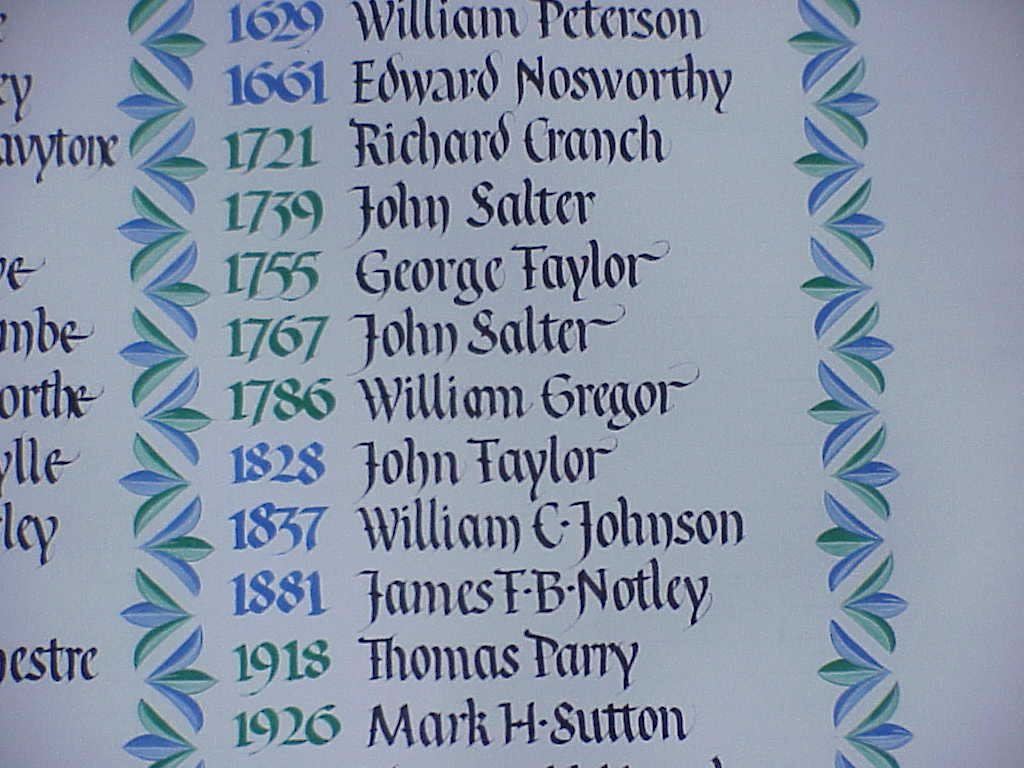 1629 William Peterson
1661 Edward Nosworthy
1721 Richard Cranch
1739 John Salter
1755 George Taylor
1767 John Salter
1786 William Gregor
1828 John Taylor
1837 William C·Johnson
1881 James F·B·Notley
1918 Thomas Parry
1926 Mark H·Sutton